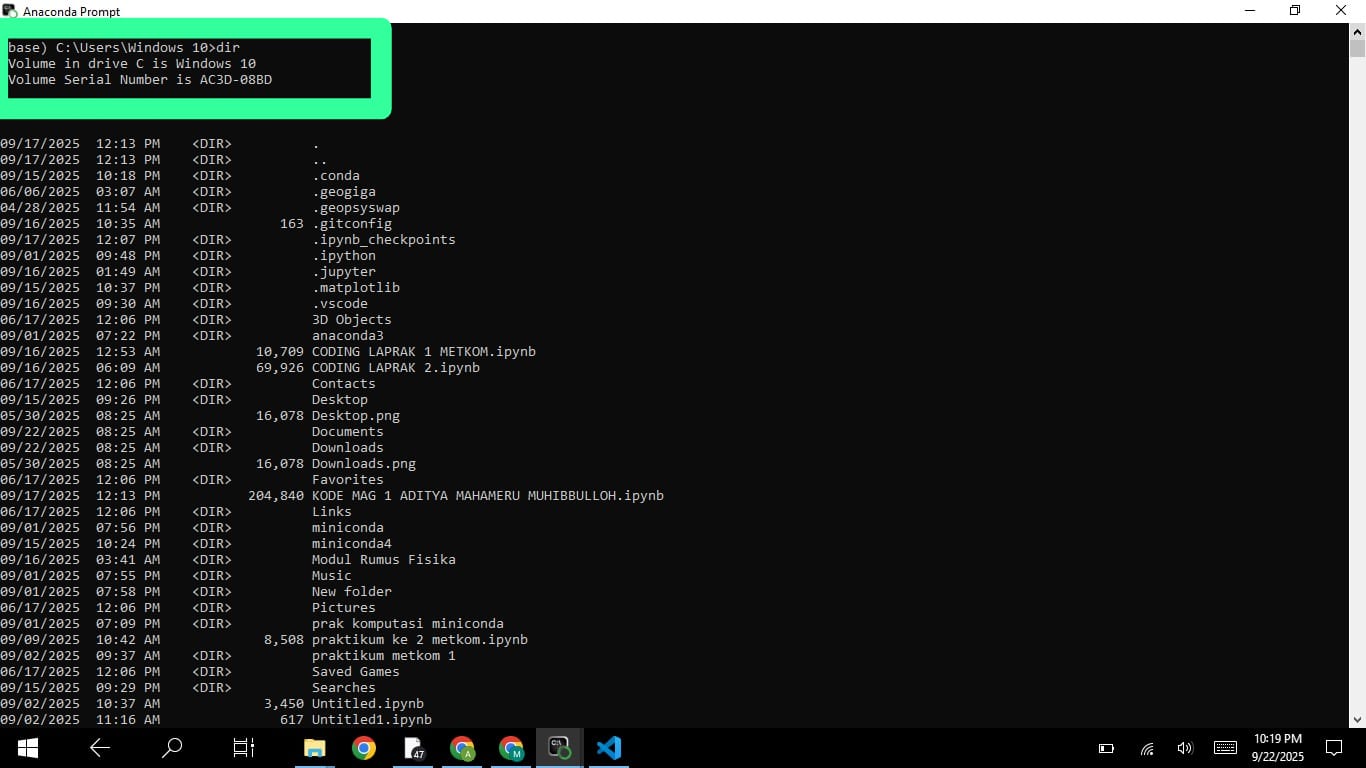 Anaconda Prompt
base) C:\Users\Windows 10>dir
Volume in drive C is Windows 10
Volume Serial Number is AC3D-08BD
09/17/2025  12:13 PM    <DIR>          .
09/17/2025  12:13 PM    <DIR>          ..
09/15/2025  10:18 PM    <DIR>          .conda
06/06/2025  03:07 AM    <DIR>          .geogiga
04/28/2025  11:54 AM    <DIR>          .geopsyswap
09/16/2025  10:35 AM               163 .gitconfig
09/17/2025  12:07 PM    <DIR>          .ipynb_checkpoints
09/01/2025  09:48 PM    <DIR>          .ipython
09/16/2025  01:49 AM    <DIR>          .jupyter
09/15/2025  10:37 PM    <DIR>          .matplotlib
09/16/2025  09:30 AM    <DIR>          .vscode
06/17/2025  12:06 PM    <DIR>          3D Objects
09/01/2025  07:22 PM    <DIR>          anaconda3
09/16/2025  12:53 AM            10,709 CODING LAPRAK 1 METKOM.ipynb
09/16/2025  06:09 AM            69,926 CODING LAPRAK 2.ipynb
06/17/2025  12:06 PM    <DIR>          Contacts
09/15/2025  09:26 PM    <DIR>          Desktop
05/30/2025  08:25 AM            16,078 Desktop.png
09/22/2025  08:25 AM    <DIR>          Documents
09/22/2025  08:25 AM    <DIR>          Downloads
05/30/2025  08:25 AM            16,078 Downloads.png
06/17/2025  12:06 PM    <DIR>          Favorites
09/17/2025  12:13 PM           204,840 KODE MAG 1 ADITYA MAHAMERU MUHIBBULLOH.ipynb
06/17/2025  12:06 PM    <DIR>          Links
09/01/2025  07:56 PM    <DIR>          miniconda
09/15/2025  10:24 PM    <DIR>          miniconda4
09/16/2025  03:41 AM    <DIR>          Modul Rumus Fisika
09/01/2025  07:55 PM    <DIR>          Music
09/01/2025  07:58 PM    <DIR>          New folder
06/17/2025  12:06 PM    <DIR>          Pictures
09/01/2025  07:09 PM    <DIR>          prak komputasi miniconda
09/09/2025  10:42 AM             8,508 praktikum ke 2 metkom.ipynb
09/02/2025  09:37 AM    <DIR>          praktikum metkom 1
06/17/2025  12:06 PM    <DIR>          Saved Games
09/15/2025  09:29 PM    <DIR>          Searches
09/02/2025  10:37 AM             3,450 Untitled.ipynb
09/02/2025  11:16 AM               617 Untitled1.ipynb
47
A
M
C:\
10:19 PM
9/22/2025